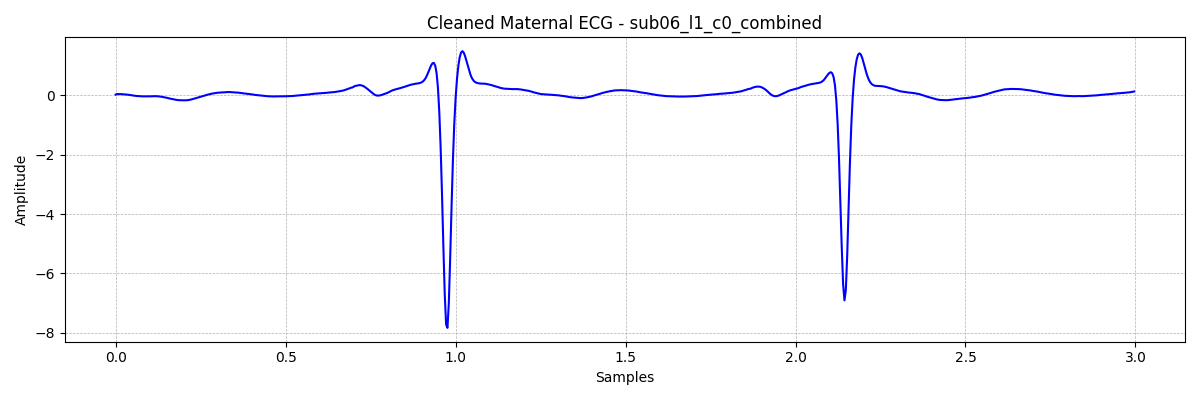 Cleaned Maternal ECG - sub06_l1_c0_combined
Amplitude
0
−2
−4
−6
−8
0.0 0.5 1.0 1.5 2.0 2.5 3.0
Samples